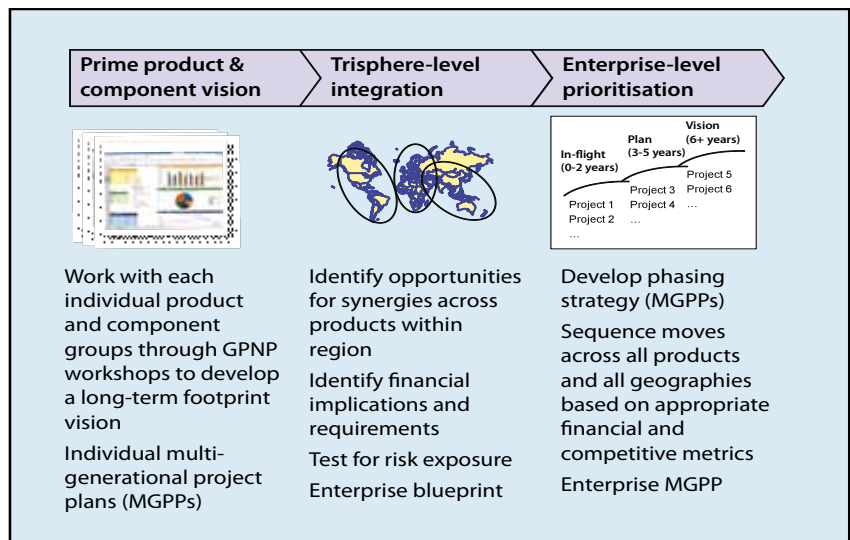 Prime product &
component vision
Trisphere-level
integration
Enterprise-level
prioritisation
In-flight
(0-2 years)
Project 1
Project 2
...
Plan
(3-5 years)
Project 3
Project 4
...
Vision
(6+ years)
Project 5
Project 6
...
Work with each
individual product
and component
groups through GPNP
workshops to develop
a long-term footprint
vision
Individual multi-
generational project
plans (MGPPs)
Identify opportunities
for synergies across
products within
region
Identify financial
implications and
requirements
Test for risk exposure
Enterprise blueprint
Develop phasing
strategy (MGPPs)
Sequence moves
across all products
and all geographies
based on appropriate
financial and
competitive metrics
Enterprise MGPP